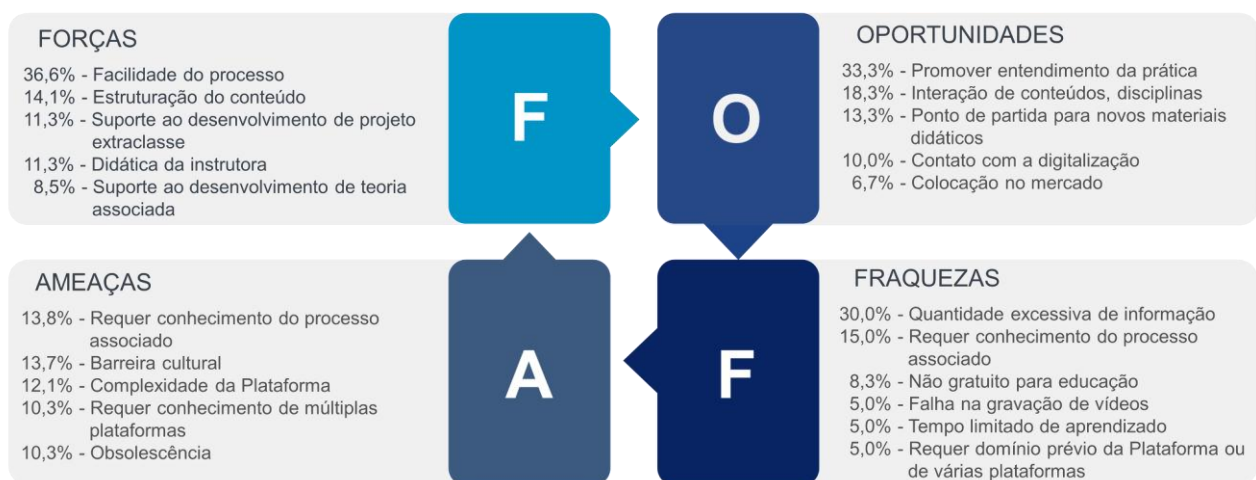 FORÇAS
36,6% - Facilidade do processo
14,1% - Estruturação do conteúdo
11,3% - Suporte ao desenvolvimento de projeto
extraclasse
11,3% - Didática da instrutora
8,5% - Suporte ao desenvolvimento de teoria
associada
F
O
OPORTUNIDADES
33,3% - Promover entendimento da prática
18,3% - Interação de conteúdos, disciplinas
13,3% - Ponto de partida para novos materiais
didáticos
10,0% - Contato com a digitalização
6,7% - Colocação no mercado
AMEAÇAS
13,8% - Requer conhecimento do processo
associado
13,7% - Barreira cultural
12,1% - Complexidade da Plataforma
10,3% - Requer conhecimento de múltiplas
plataformas
10,3% - Obsolescência
A
F
FRAQUEZAS
30,0% - Quantidade excessiva de informação
15,0% - Requer conhecimento do processo
associado
8,3% - Não gratuito para educação
5,0% - Falha na gravação de vídeos
5,0% - Tempo limitado de aprendizado
5,0% - Requer domínio prévio da Plataforma ou
de várias plataformas